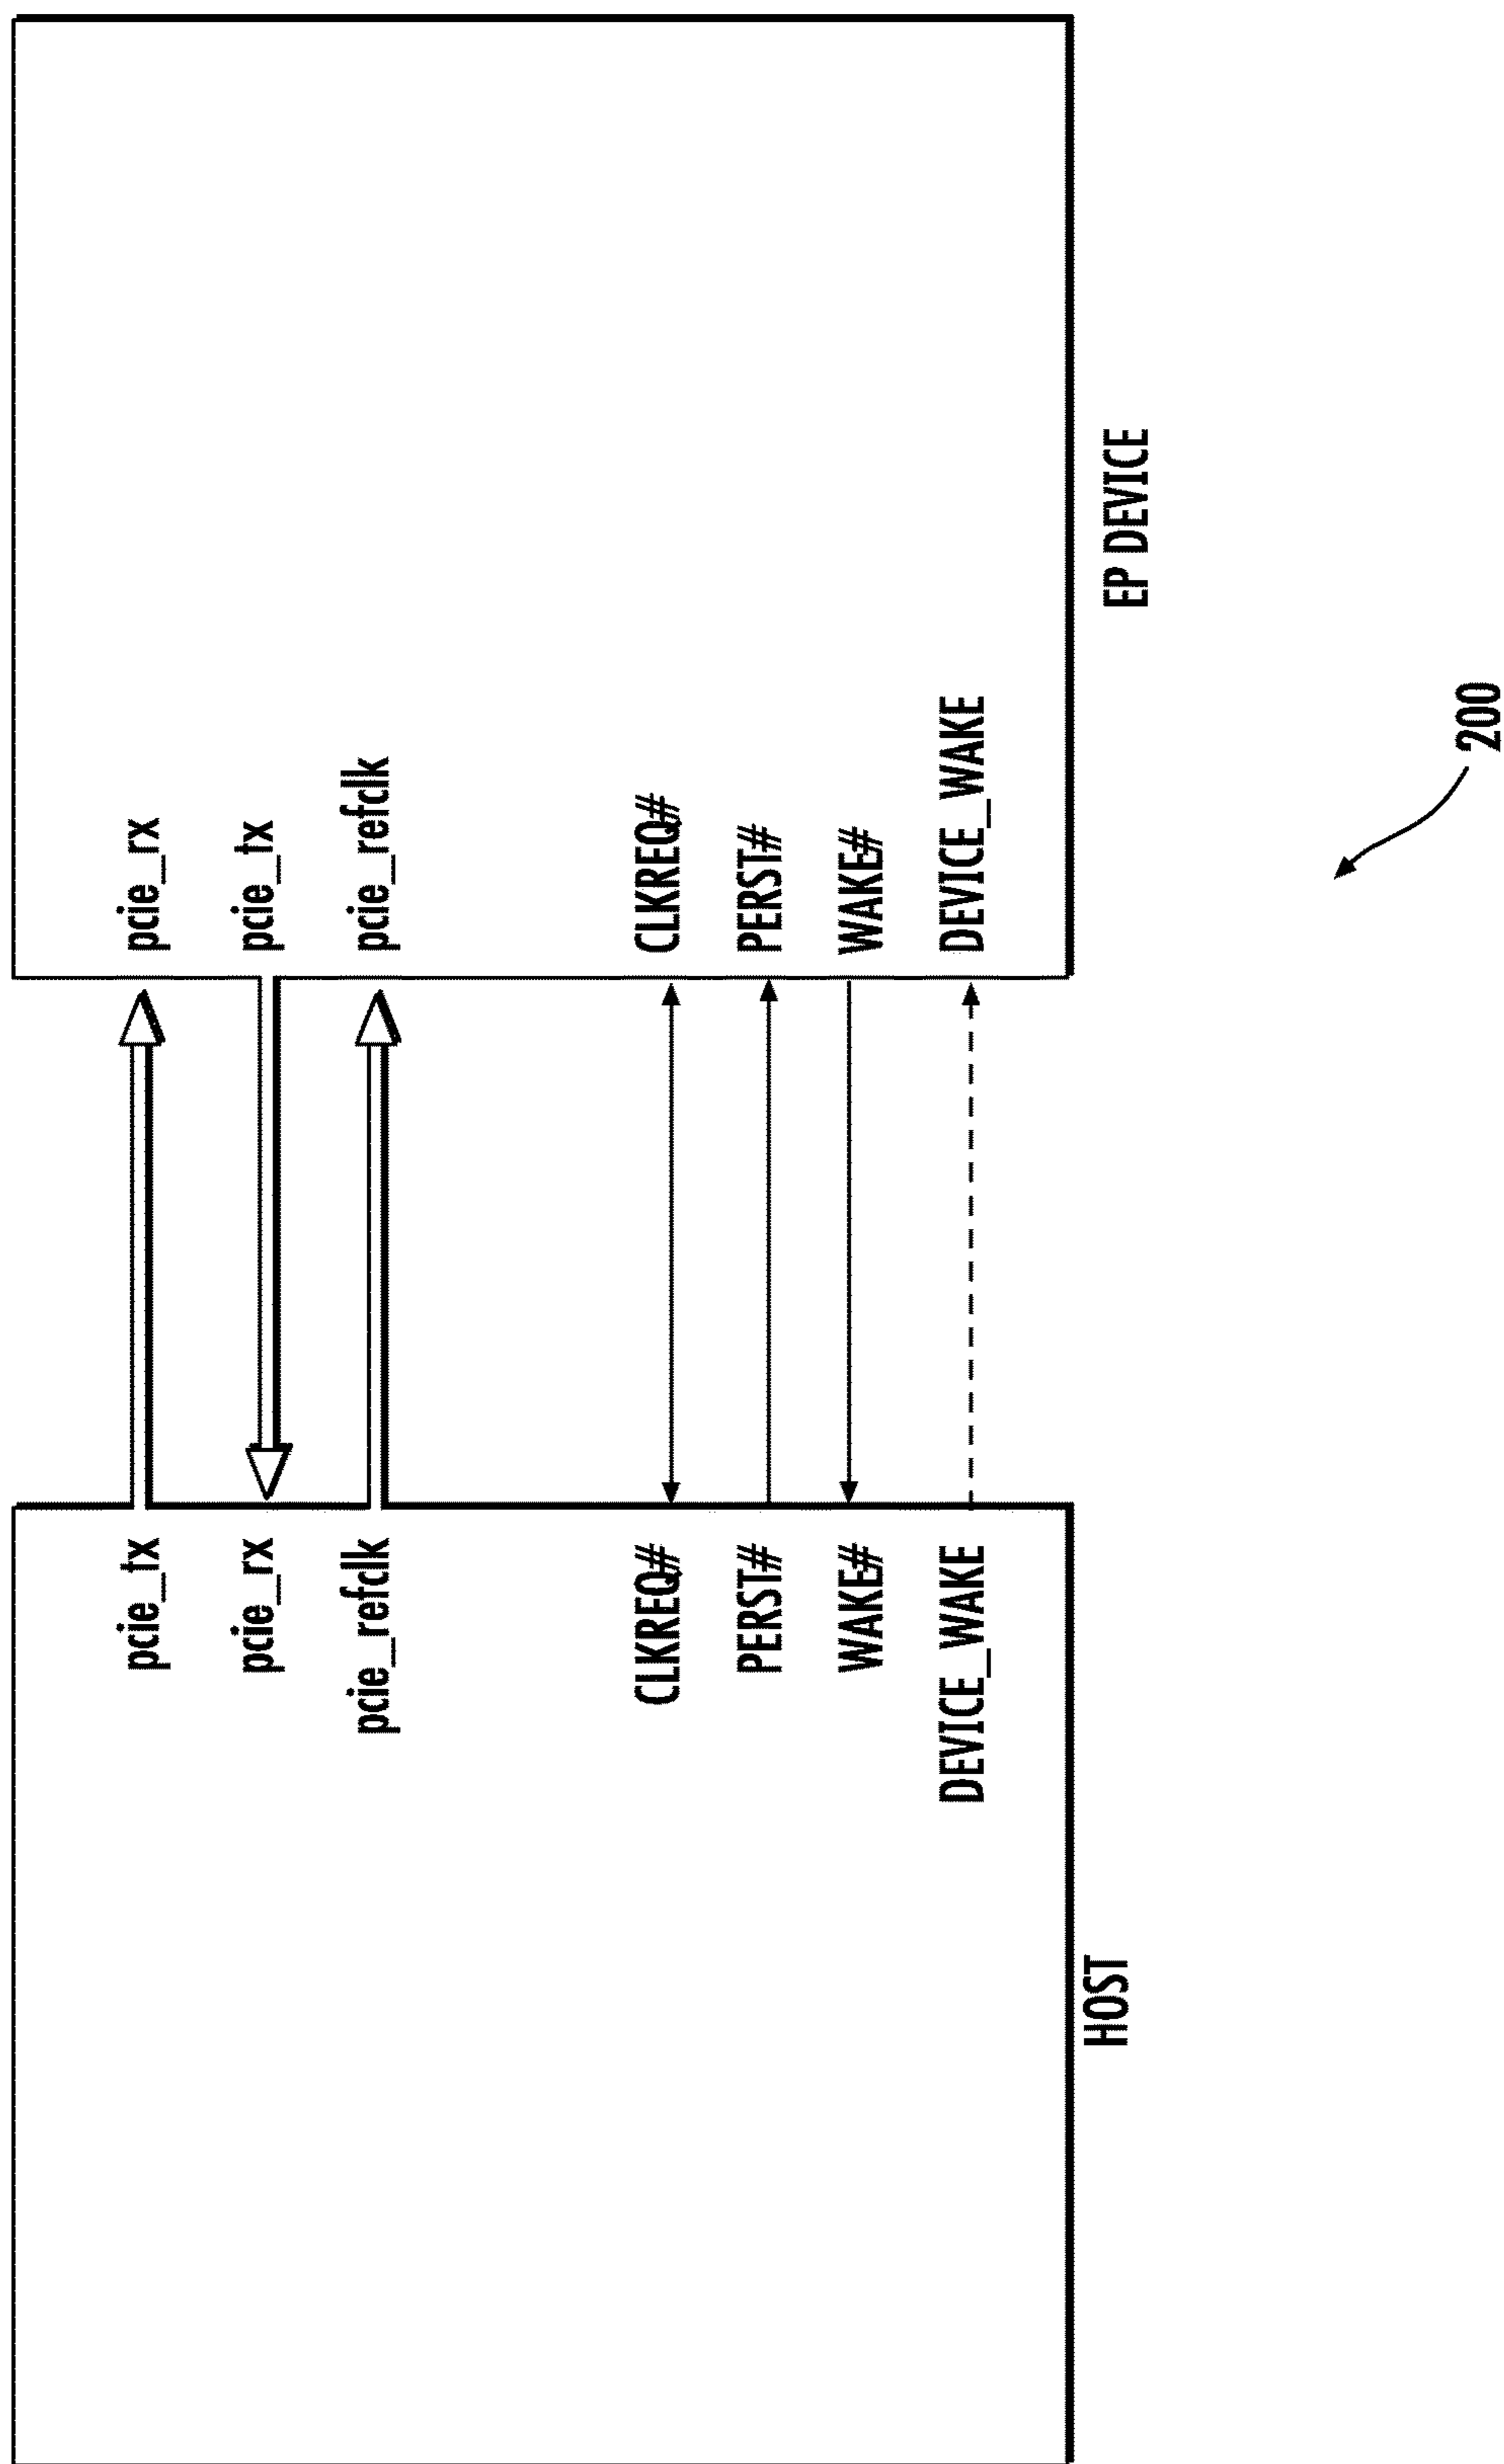 pcie_tx
pcie_rx
pcie_refclk
CLKREQ#
PERST#
WAKE#
DEVICE_WAKE
HOST
pcie_rx
pcie_tx
pcie_refclk
CLKREQ#
PERST#
WAKE#
DEVICE_WAKE
EP DEVICE
200